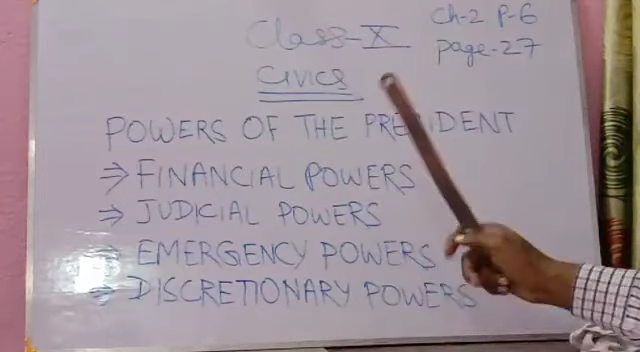 Class-X
Ch-2 P-6
page-27
CIVICS
POWERS OF THE PRESIDENT
⇒ FINANCIAL POWERS
⇒ JUDICIAL POWERS
⇒ EMERGENCY POWERS
⇒ DISCRETIONARY POWERS